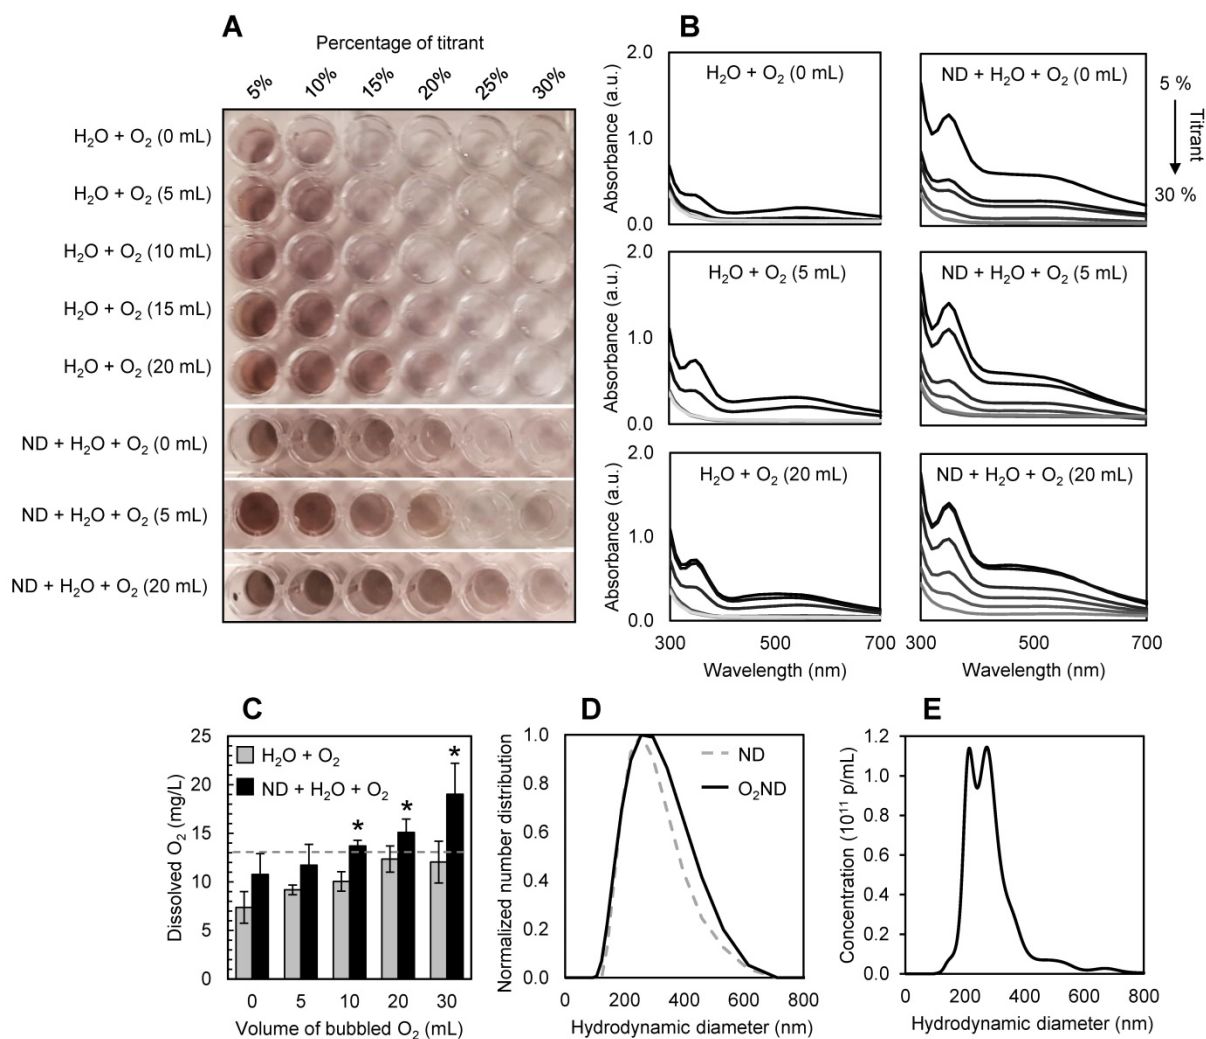 A
Percentage of titrant
5% 10% 15% 20% 25% 30%
H₂O + O₂ (0 mL)
H₂O + O₂ (5 mL)
H₂O + O₂ (10 mL)
H₂O + O₂ (15 mL)
H₂O + O₂ (20 mL)
ND + H₂O + O₂ (0 mL)
ND + H₂O + O₂ (5 mL)
ND + H₂O + O₂ (20 mL)
B
2.0
1.0
0.0
Absorbance (a.u.)
H₂O + O₂ (0 mL)
ND + H₂O + O₂ (0 mL)
5 %
Titrant
30 %
2.0
1.0
0.0
Absorbance (a.u.)
H₂O + O₂ (5 mL)
ND + H₂O + O₂ (5 mL)
2.0
1.0
0.0
Absorbance (a.u.)
H₂O + O₂ (20 mL)
ND + H₂O + O₂ (20 mL)
300 500 700
Wavelength (nm)
300 500 700
Wavelength (nm)
C
25
20
15
10
5
0
Dissolved O₂ (mg/L)
H₂O + O₂
ND + H₂O + O₂
*
*
*
0 5 10 20 30
Volume of bubbled O₂ (mL)
D
1.0
0.8
0.6
0.4
0.2
0.0
Normalized number distribution
ND
O₂ND
0 200 400 600 800
Hydrodynamic diameter (nm)
E
1.2
1.0
0.8
0.6
0.4
0.2
0.0
Concentration (10¹¹ p/mL)
0 200 400 600 800
Hydrodynamic diameter (nm)